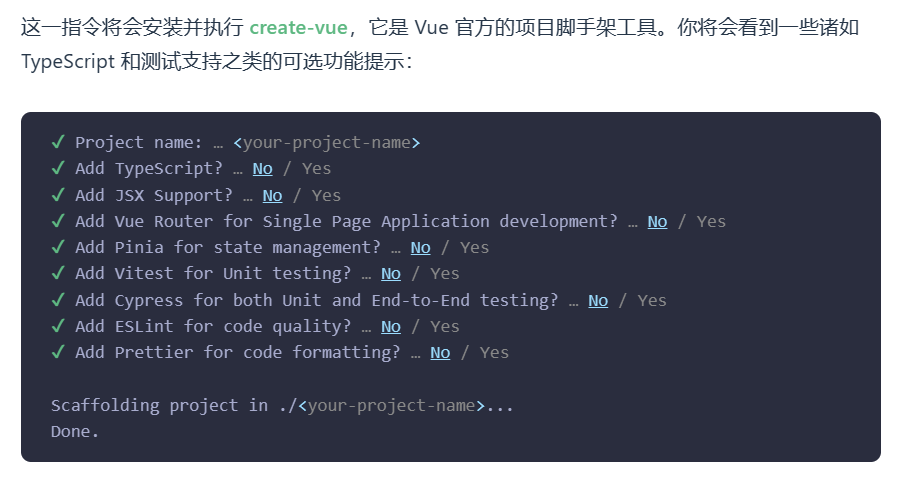 这一指令将会安装并执行 create-vue，它是 Vue 官方的项目脚手架工具。你将会看到一些诸如
TypeScript 和测试支持之类的可选功能提示：
✔ Project name: … <your-project-name>
✔ Add TypeScript? … No / Yes
✔ Add JSX Support? … No / Yes
✔ Add Vue Router for Single Page Application development? … No / Yes
✔ Add Pinia for state management? … No / Yes
✔ Add Vitest for Unit testing? … No / Yes
✔ Add Cypress for both Unit and End-to-End testing? … No / Yes
✔ Add ESLint for code quality? … No / Yes
✔ Add Prettier for code formatting? … No / Yes
Scaffolding project in ./<your-project-name>...
Done.